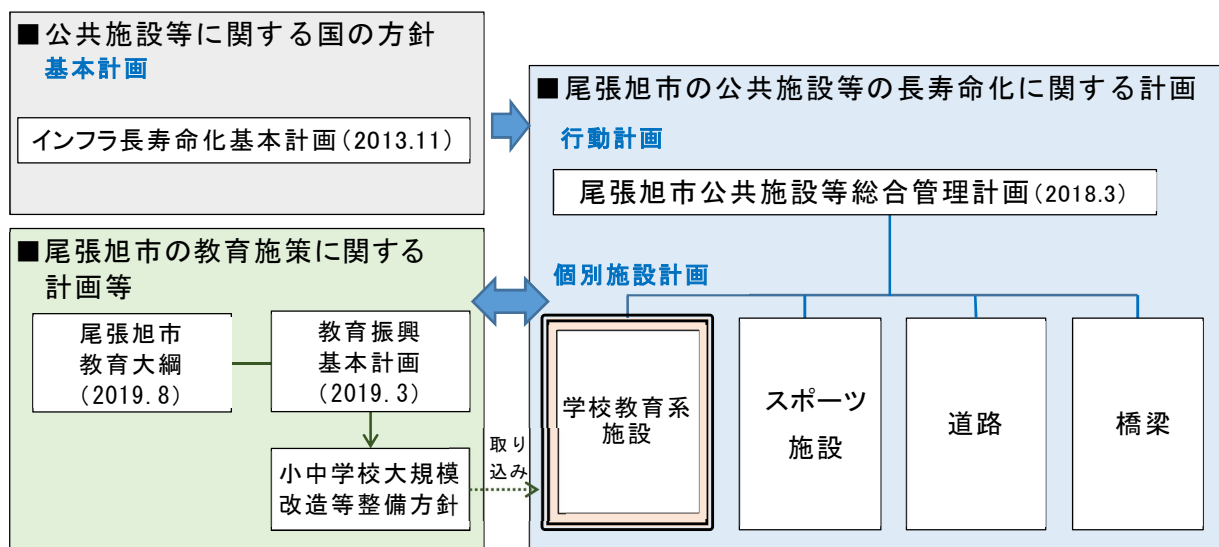 ■公共施設等に関する国の方針
基本計画
インフラ長寿命化基本計画(2013.11)
■尾張旭市の教育施策に関する
計画等
尾張旭市
教育大綱
(2019.8)
教育振興
基本計画
(2019.3)
小中学校大規模
改造等整備方針
取り
込み
■尾張旭市の公共施設等の長寿命化に関する計画
行動計画
尾張旭市公共施設等総合管理計画(2018.3)
個別施設計画
学校教育系
施設
スポーツ
施設
道路
橋梁